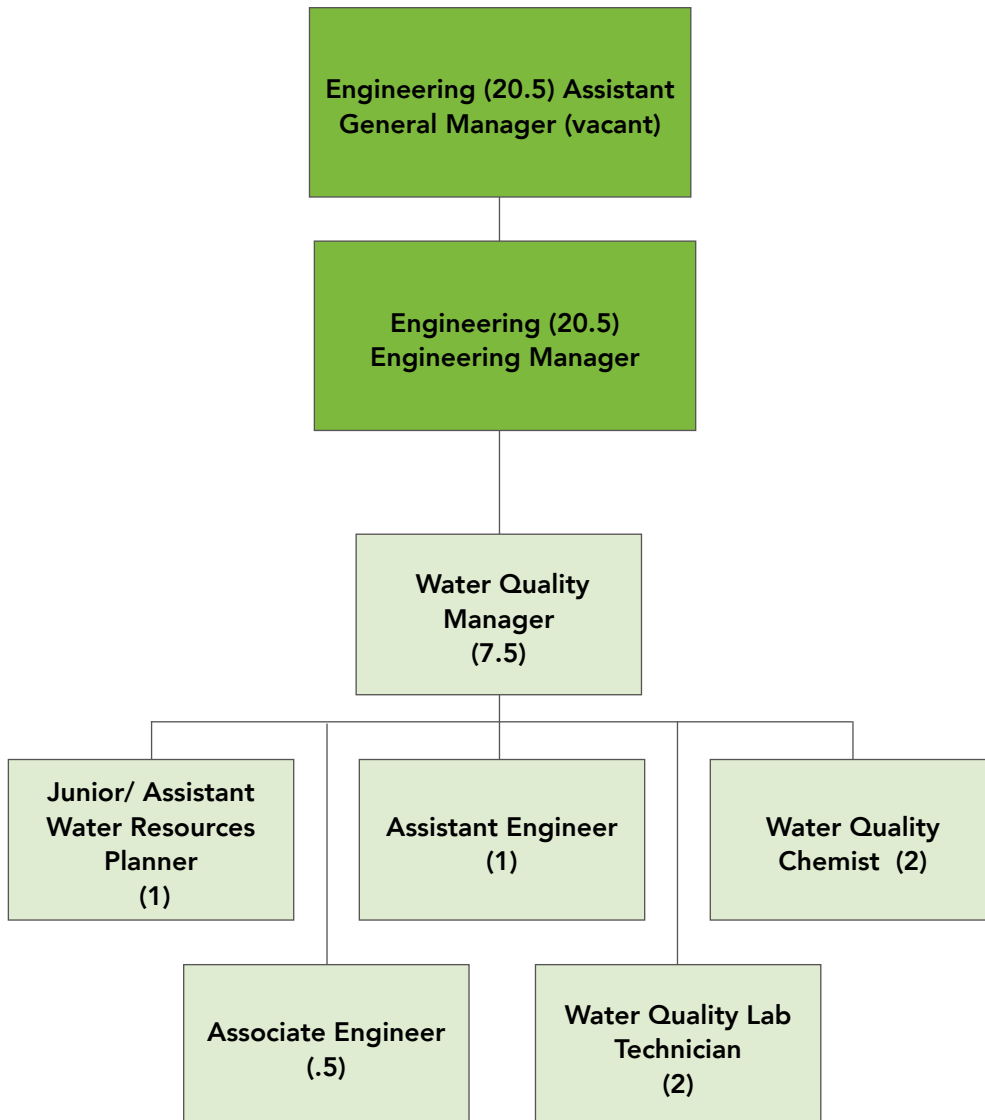 Engineering (20.5) Assistant
General Manager (vacant)
Engineering (20.5)
Engineering Manager
Water Quality
Manager
(7.5)
Junior/ Assistant
Water Resources
Planner
(1)
Assistant Engineer
(1)
Water Quality
Chemist (2)
Associate Engineer
(.5)
Water Quality Lab
Technician
(2)